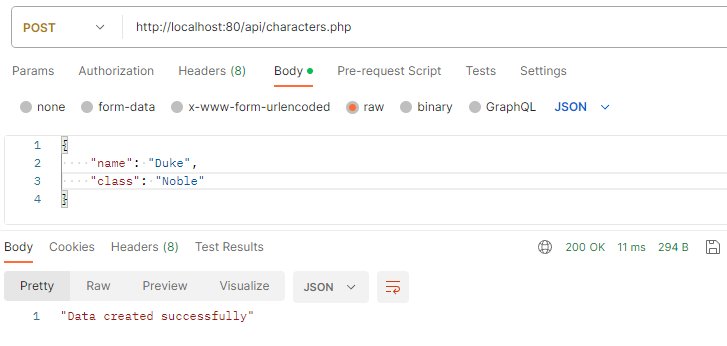 POST http://localhost:80/api/characters.php
Params Authorization Headers (8) Body Pre-request Script Tests Settings
none form-data x-www-form-urlencoded raw binary GraphQL JSON
1 {
2 "name": "Duke",
3 "class": "Noble"
4 }
Body Cookies Headers (8) Test Results 200 OK 11 ms 294 B
Pretty Raw Preview Visualize JSON
1 "Data created successfully"